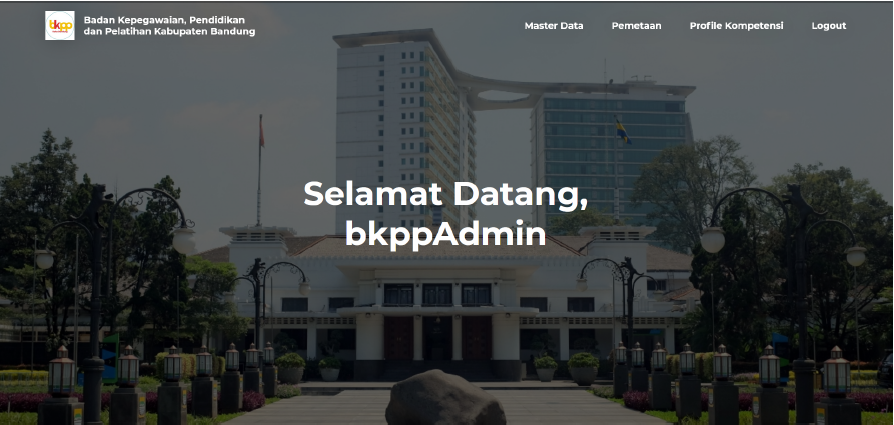 bkpp
Badan Kepegawaian, Pendidikan
dan Pelatihan Kabupaten Bandung
Master Data
Pemetaan
Profile Kompetensi
Logout
Selamat Datang,
bkppAdmin